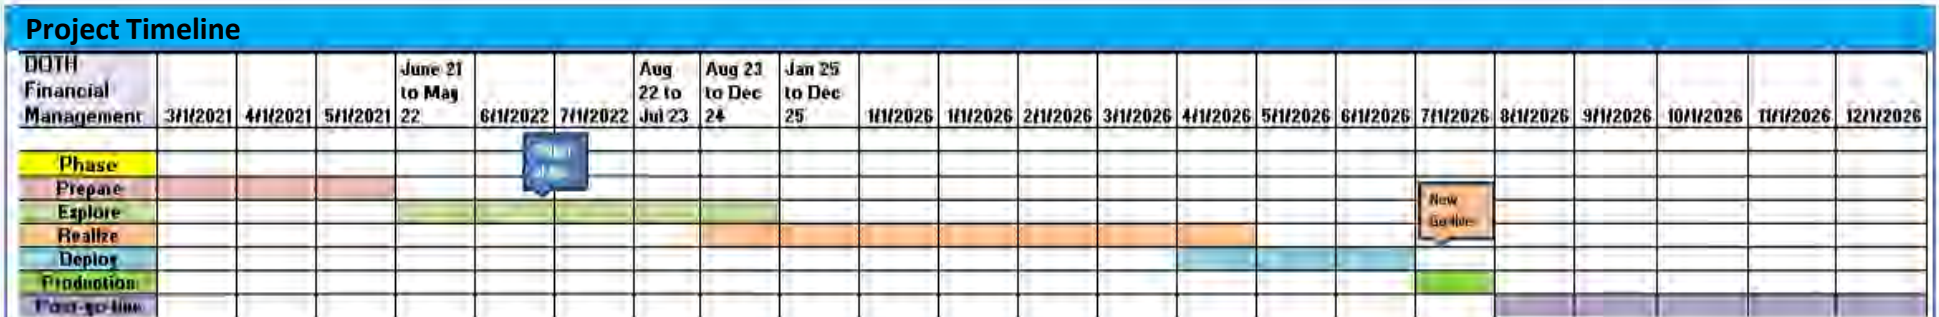 Project Timeline
DOTH
Financial
Management
3/1/2021
4/1/2021
5/1/2021
June 21
to May
22
6/1/2022
7/1/2022
Aug
22 to
Jul 23
Aug 23
to Dec
24
Jan 25
to Dec
25
1/1/2026
1/1/2026
2/1/2026
3/1/2026
4/1/2026
5/1/2026
6/1/2026
7/1/2026
8/1/2026
9/1/2026
10/1/2026
11/1/2026
12/1/2026
Phase
Prepare
Explore
New
Go-live
Realize
Deploy
Production
Post-go-live